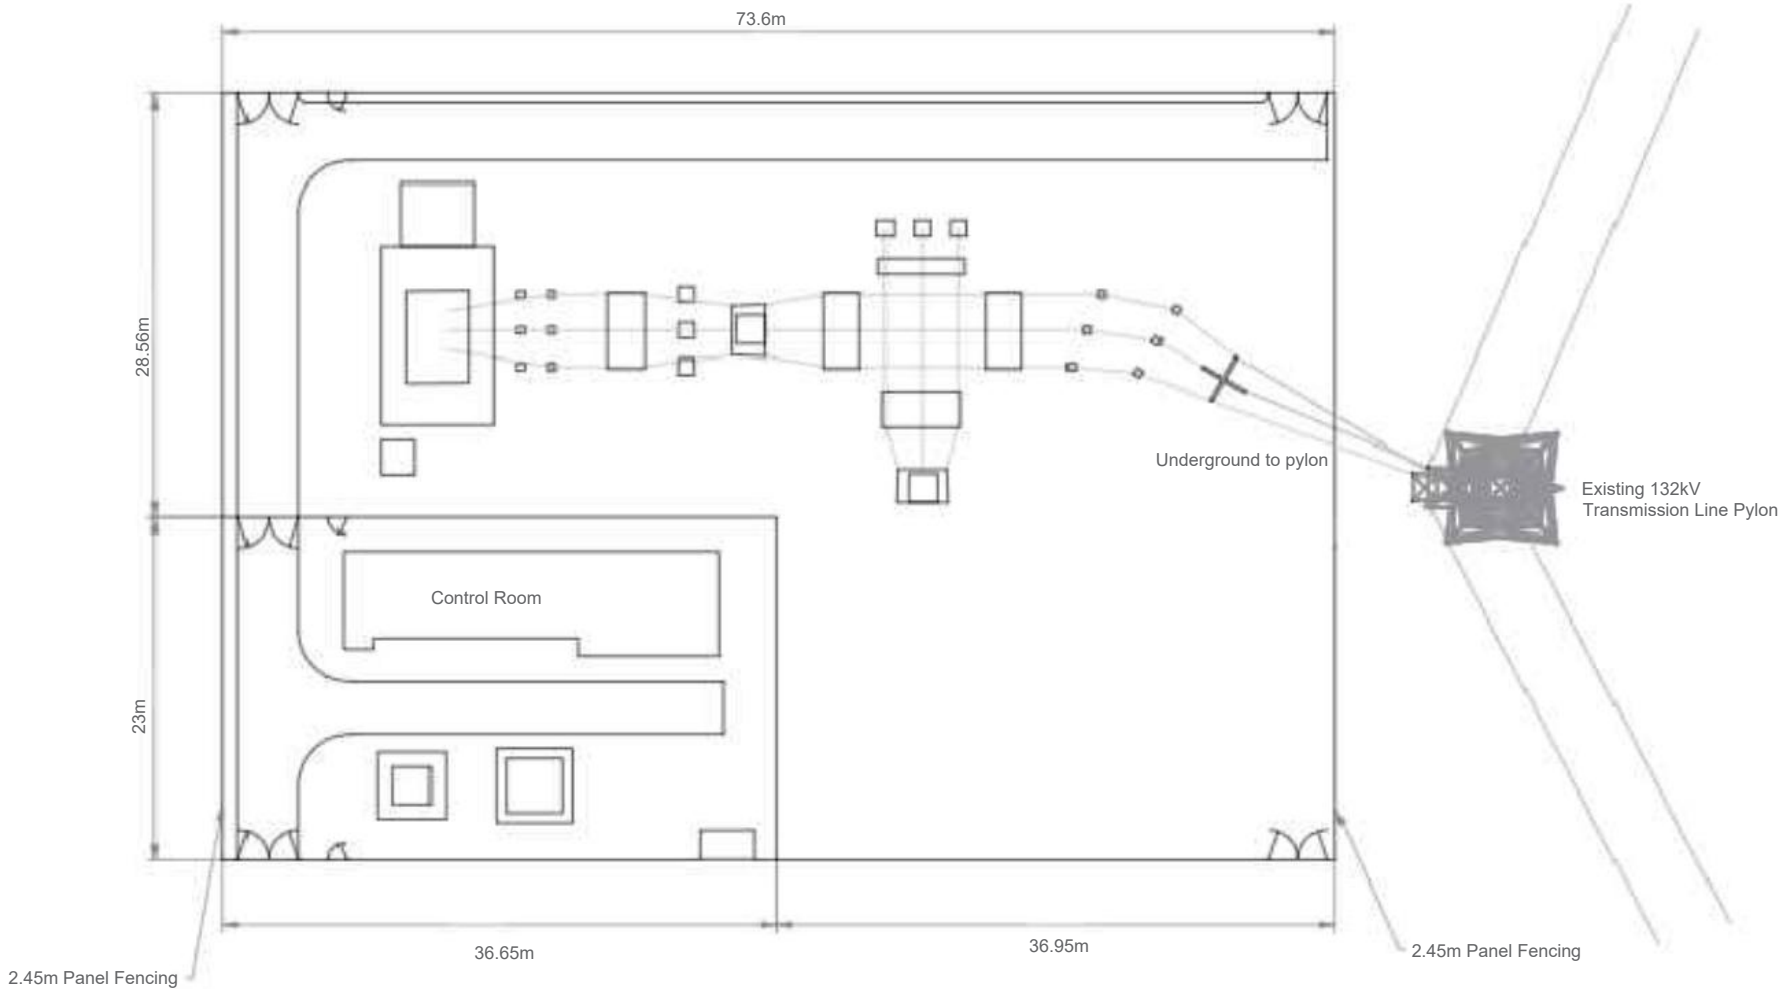 73.6m
28.56m
Underground to pylon
Existing 132kV
Transmission Line Pylon
Control Room
23m
36.65m
36.95m
2.45m Panel Fencing
2.45m Panel Fencing